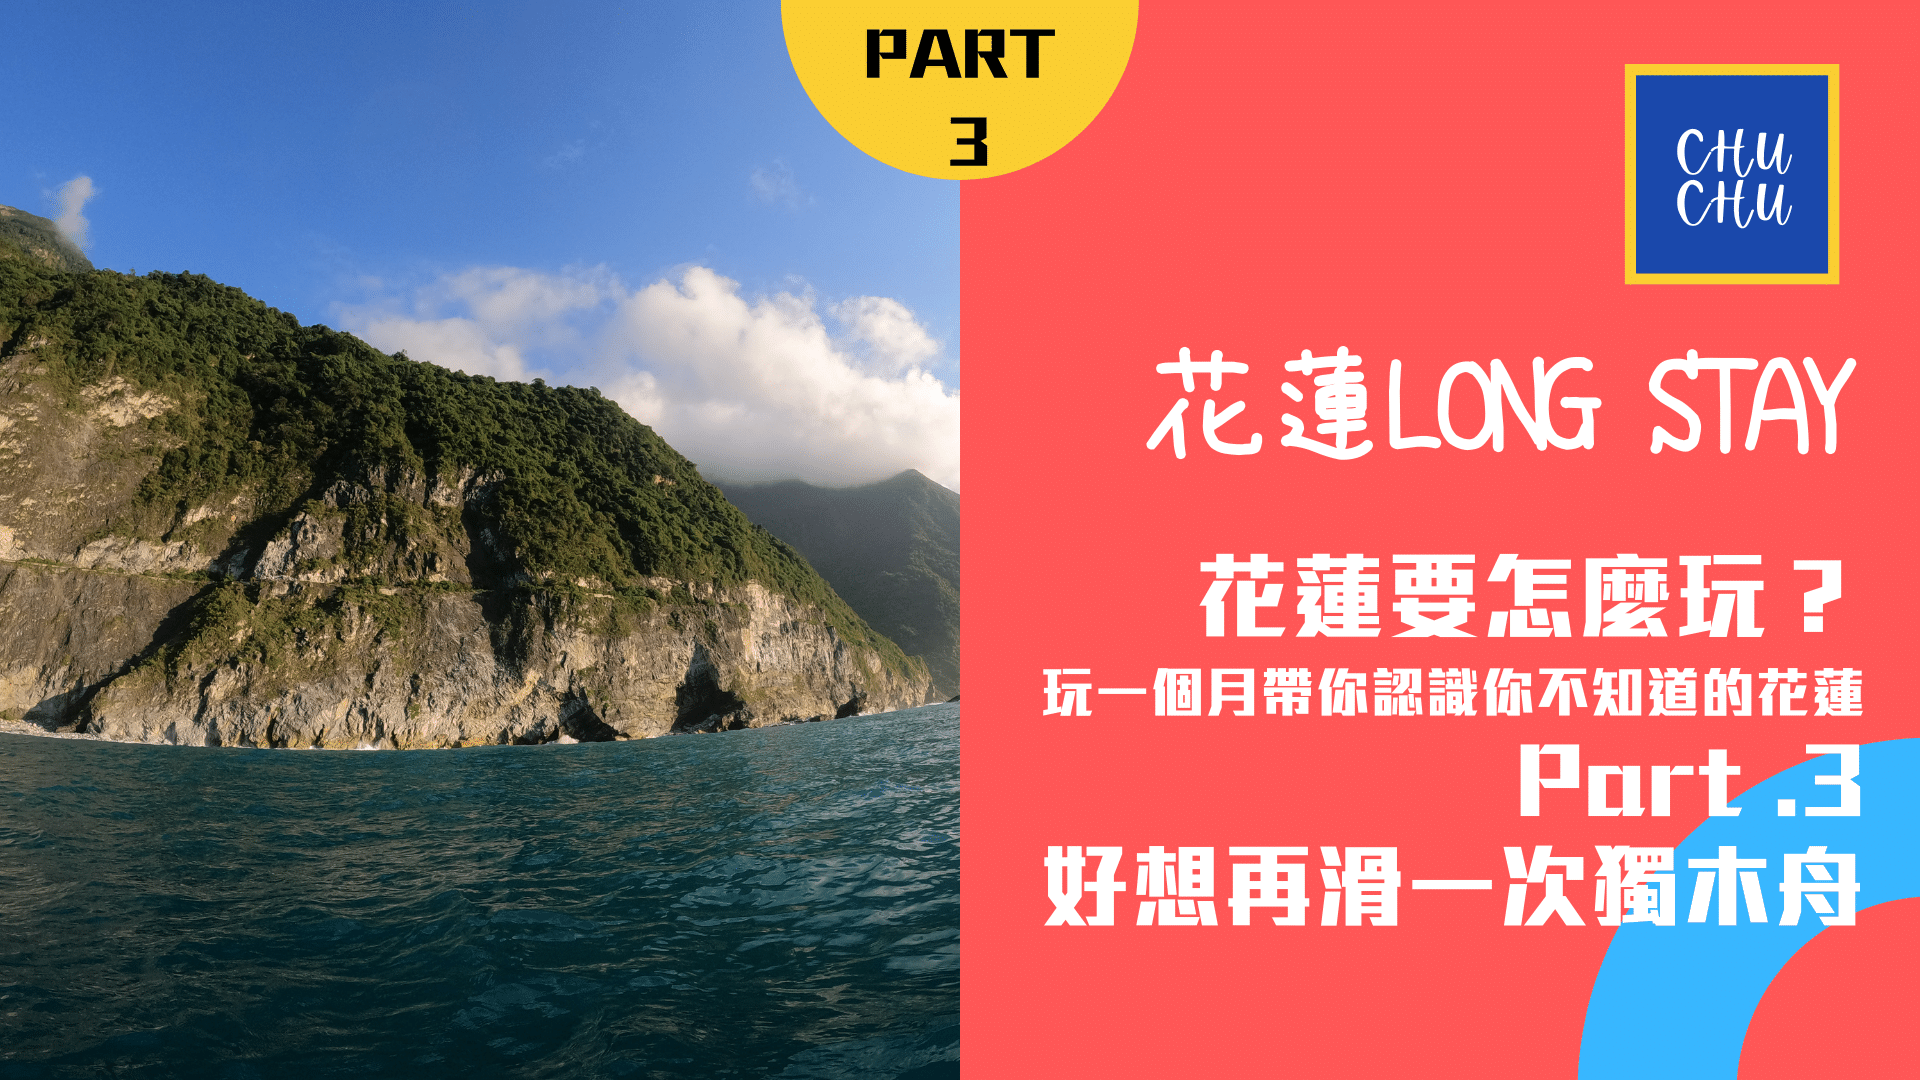 PART
3
CHU
CHU
花蓮LONG STAY
花蓮要怎麼玩？
玩一個月帶你認識你不知道的花蓮
Part .3
好想再滑一次獨木舟